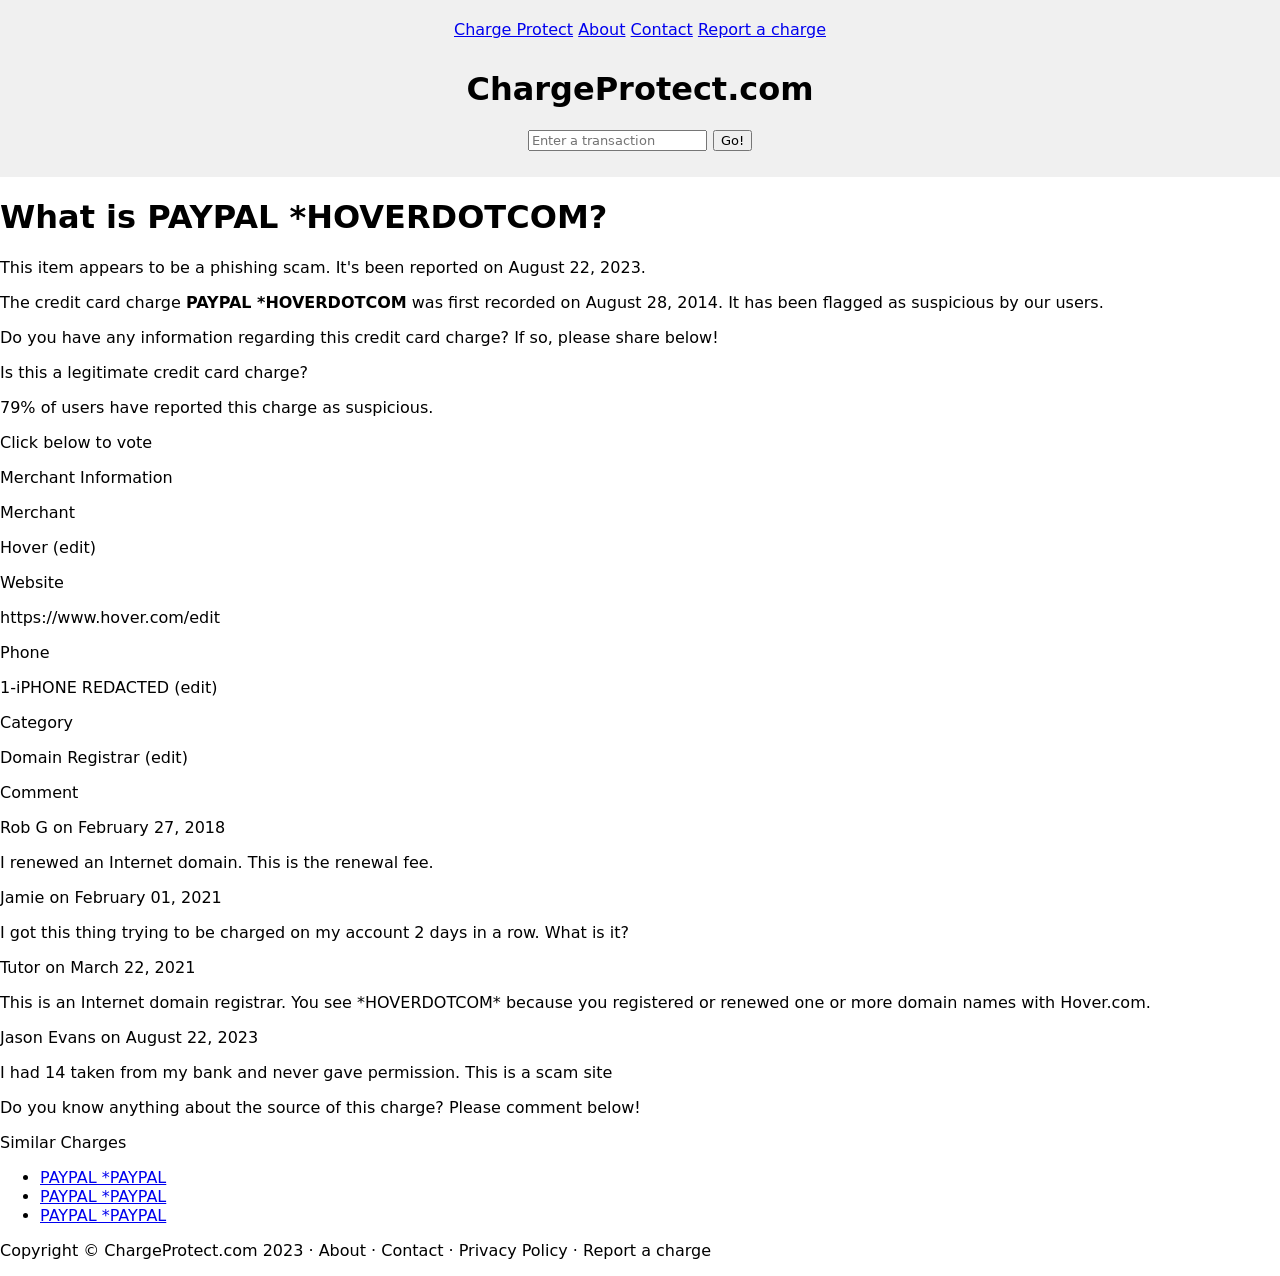 Charge Protect About Contact Report a charge
ChargeProtect.com
Enter a transaction Go!
What is PAYPAL *HOVERDOTCOM?
This item appears to be a phishing scam. It's been reported on August 22, 2023.
The credit card charge PAYPAL *HOVERDOTCOM was first recorded on August 28, 2014. It has been flagged as suspicious by our users.
Do you have any information regarding this credit card charge? If so, please share below!
Is this a legitimate credit card charge?
79% of users have reported this charge as suspicious.
Click below to vote
Merchant Information
Merchant
Hover (edit)
Website
https://www.hover.com/edit
Phone
1-iPHONE REDACTED (edit)
Category
Domain Registrar (edit)
Comment
Rob G on February 27, 2018
I renewed an Internet domain. This is the renewal fee.
Jamie on February 01, 2021
I got this thing trying to be charged on my account 2 days in a row. What is it?
Tutor on March 22, 2021
This is an Internet domain registrar. You see *HOVERDOTCOM* because you registered or renewed one or more domain names with Hover.com.
Jason Evans on August 22, 2023
I had 14 taken from my bank and never gave permission. This is a scam site
Do you know anything about the source of this charge? Please comment below!
Similar Charges
• PAYPAL *PAYPAL
• PAYPAL *PAYPAL
• PAYPAL *PAYPAL
Copyright © ChargeProtect.com 2023 · About · Contact · Privacy Policy · Report a charge